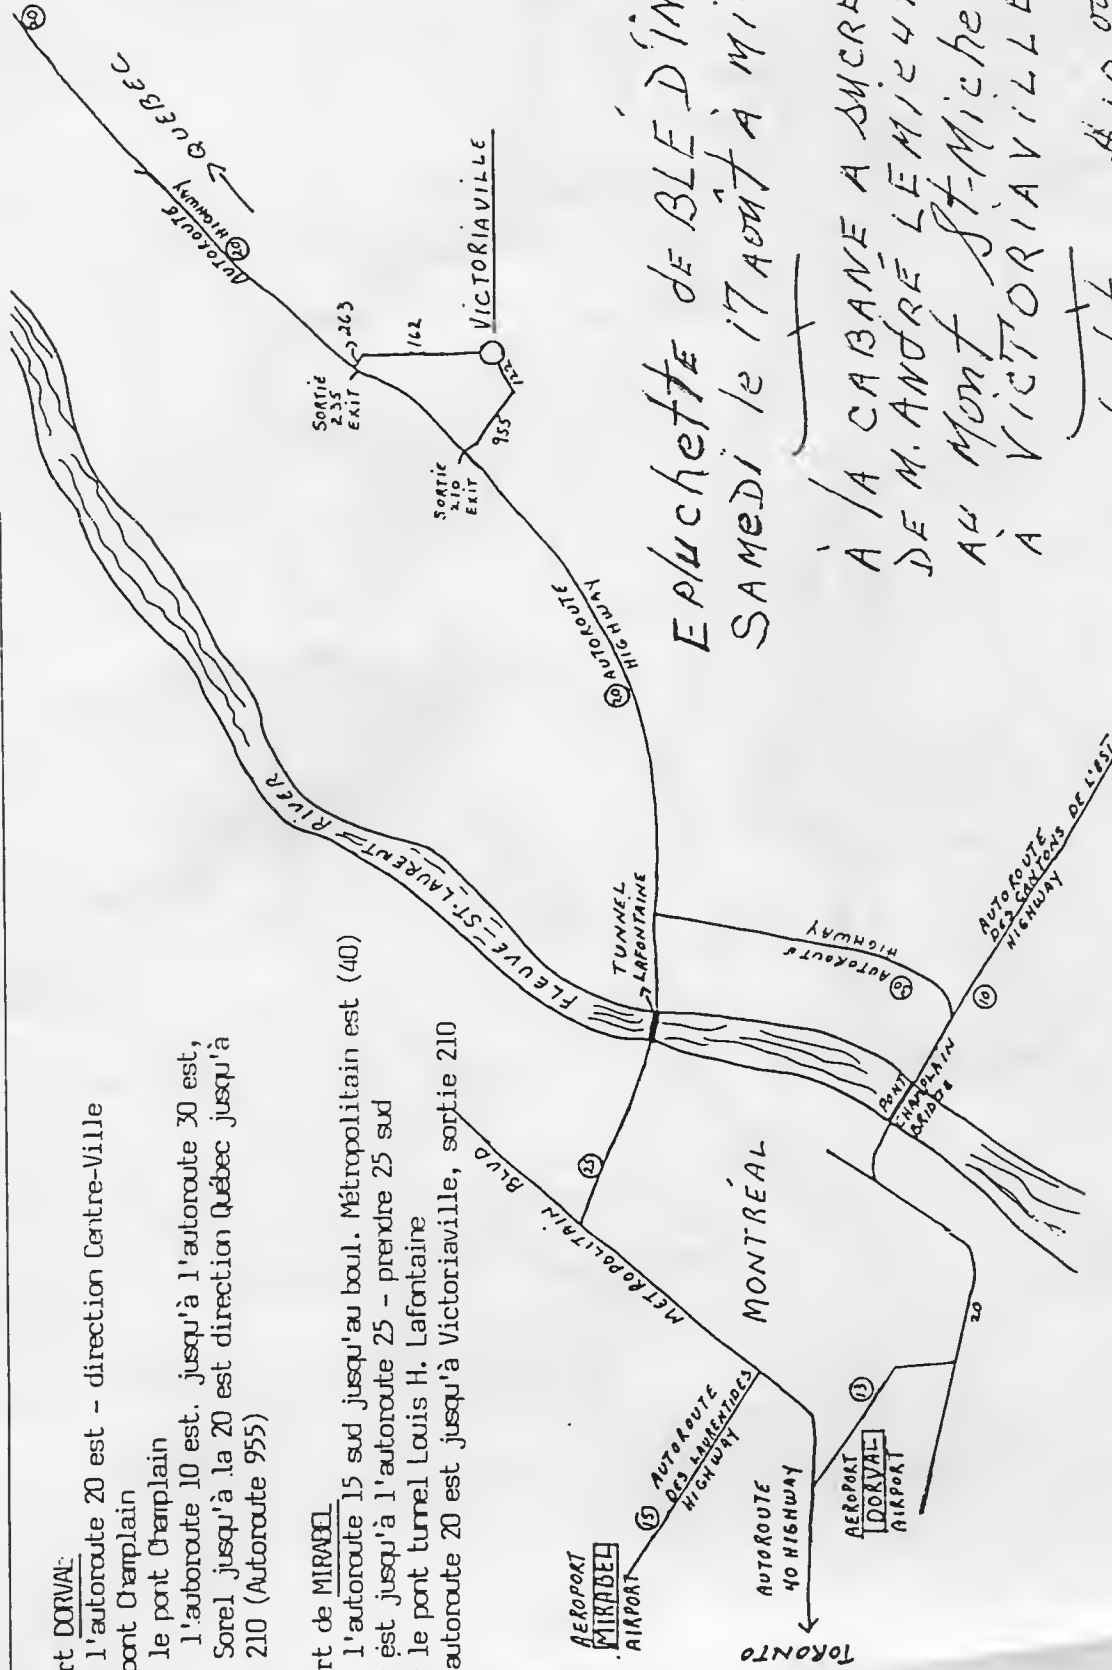 rt DORVAL:
l'autoroute 20 est - direction Centre-Ville
pont Champlain
le pont Champlain
l'autoroute 10 est. jusqu'à l'autoroute 30 est,
Sorel jusqu'à la 20 est direction Québec jusqu'à
210 (Autoroute 955)
rt de MIRABEL
l'autoroute 15 sud jusqu'au boul. Métropolitain est (40)
est jusqu'à l'autoroute 25 - prendre 25 sud
le pont tunnel Louis H. Lafontaine
autoroute 20 est jusqu'à Victoriaville, sortie 210
20
→ QUEBEC
AUTOROUTE
20 HIGHWAY
263
SORTIE
235
EXIT
162
VICTORIAVILLE
122
955
SORTIE
210
EXIT
20 AUTOROUTE
HIGHWAY
FLEUVE = ST-LAURENT = RIVER
TUNNEL
LAFONTAINE
30 AUTOROUTE
HIGHWAY
AUTOROUTE
DES CANTONS DE L'EST
HIGHWAY
10
PONT
CHAMPLAIN
BRIDGE
25
METROPOLITAIN BLVD
MONTRÉAL
20
13
15 AUTOROUTE
DES LAURENTIDES
HIGHWAY
AEROPORT
MIRABEL
AIRPORT
AUTOROUTE
40 HIGHWAY
AEROPORT
DORVAL
AIRPORT
TORONTO
EPluchette de BLÉ D'IN
SAMEDI le 17 AOÛT À MI
À lA CABANE A SUCRE
DE M. ANDRÉ LEMIEU
AU MONT St-Miche
À VICTORIAVILLE